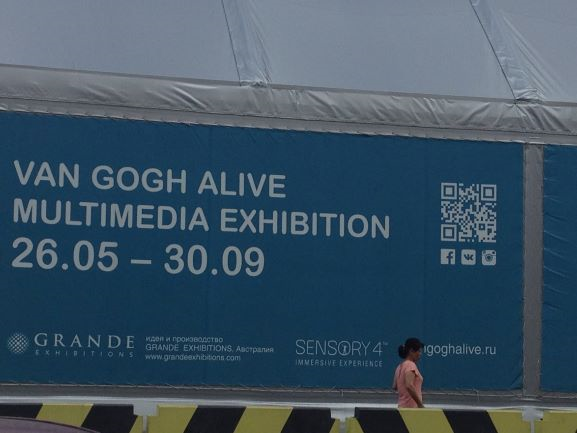 VAN GOGH ALIVE
MULTIMEDIA EXHIBITION
26.05 – 30.09
GRANDE
EXHIBITIONS
идея и производство
GRANDE EXHIBITIONS, Австралия
www.grandeexhibitions.com
SENSORY4™
IMMERSIVE EXPERIENCE
goghalive.ru